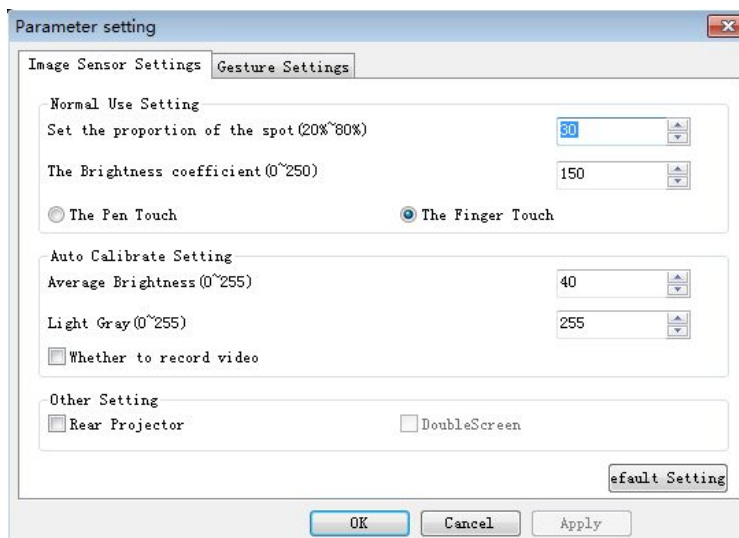 Parameter setting
Image Sensor Settings Gesture Settings
Normal Use Setting
Set the proportion of the spot(20%~80%) 30
The Brightness coefficient(0~250) 150
The Pen Touch The Finger Touch
Auto Calibrate Setting
Average Brightness(0~255) 40
Light Gray(0~255) 255
Whether to record video
Other Setting
Rear Projector DoubleScreen
efault Setting
OK Cancel Apply